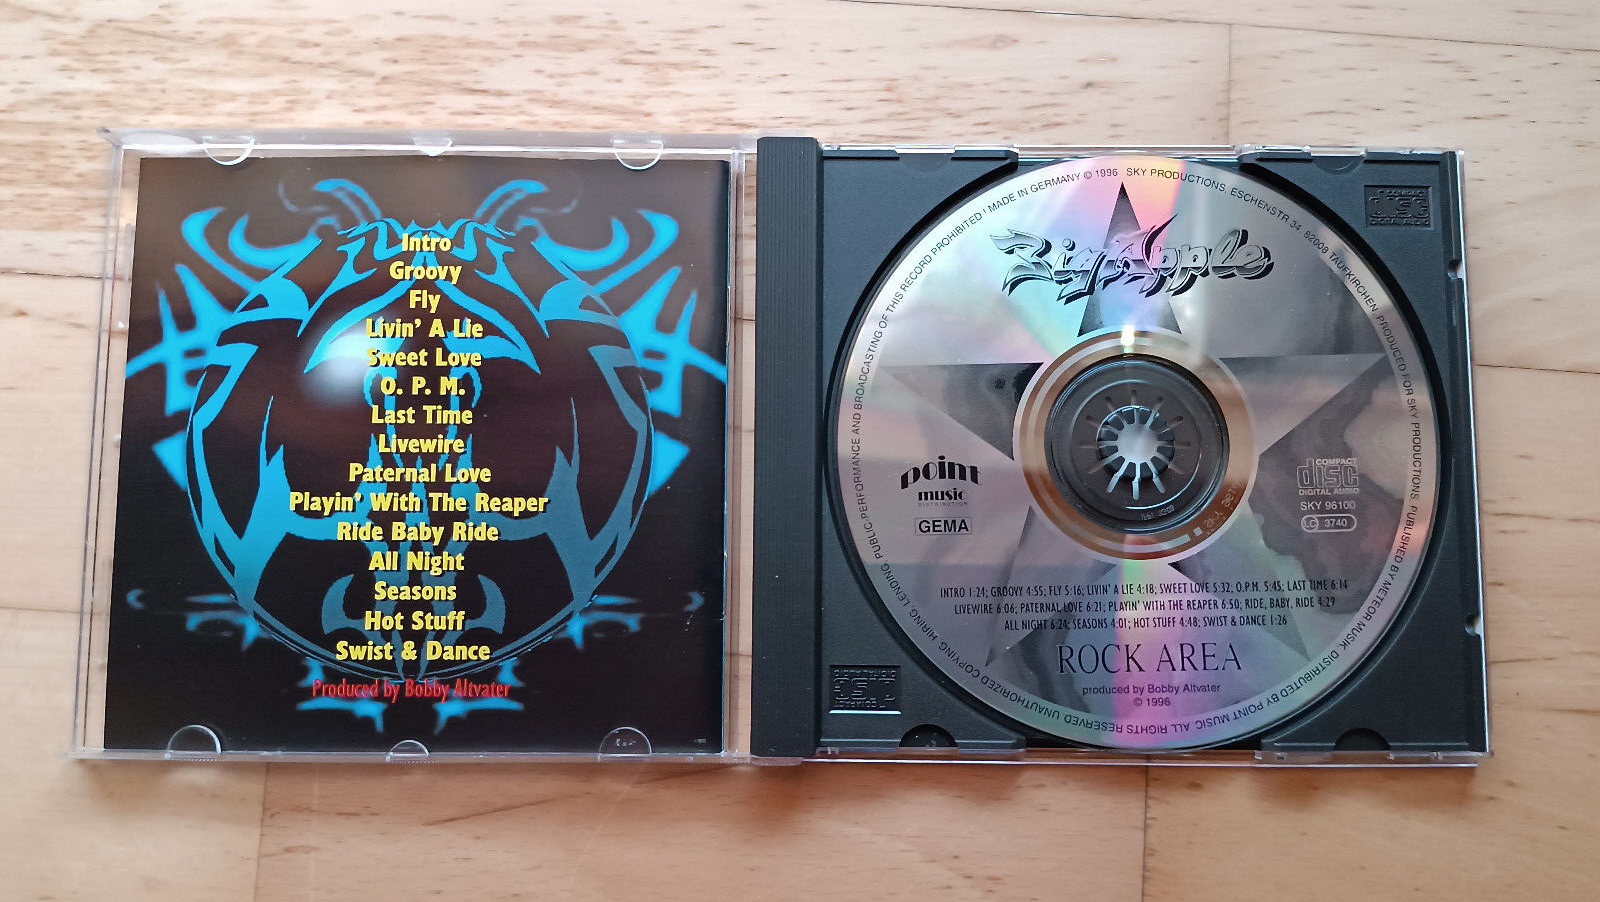 Intro
Groovy
Fly
Livin' A Lie
Sweet Love
O. P. M.
Last Time
Livewire
Paternal Love
Playin' With The Reaper
Ride Baby Ride
All Night
Seasons
Hot Stuff
Swist & Dance
Produced by Bobby Altvater
MADE IN GERMANY © 1996 SKY PRODUCTIONS, ESCHENSTR. 34 82008 TAUFKIRCHEN. PRODUCED FOR SKY PRODUCTIONS. PUBLISHED BY METEOR MUSIK. DISTRIBUTED BY POINT MUSIC. ALL RIGHTS RESERVED. UNAUTHORIZED COPYING, HIRING, LENDING, PUBLIC PERFORMANCE AND BROADCASTING OF THIS RECORD PROHIBITED!
Big Apple
point
music
DISTRIBUTION
GEMA
COMPACT
disc
DIGITAL AUDIO
SKY 96100
LC 3740
INTRO 1:24; GROOVY 4:55; FLY 5:16; LIVIN' A LIE 4:18; SWEET LOVE 5:32; O.P.M. 5:45; LAST TIME 6:14
LIVEWIRE 6:06; PATERNAL LOVE 6:21; PLAYIN' WITH THE REAPER 6:50; RIDE, BABY, RIDE 4:29
ALL NIGHT 6:24; SEASONS 4:01; HOT STUFF 4:48; SWIST & DANCE 1:26
ROCK AREA
produced by Bobby Altvater
© 1996